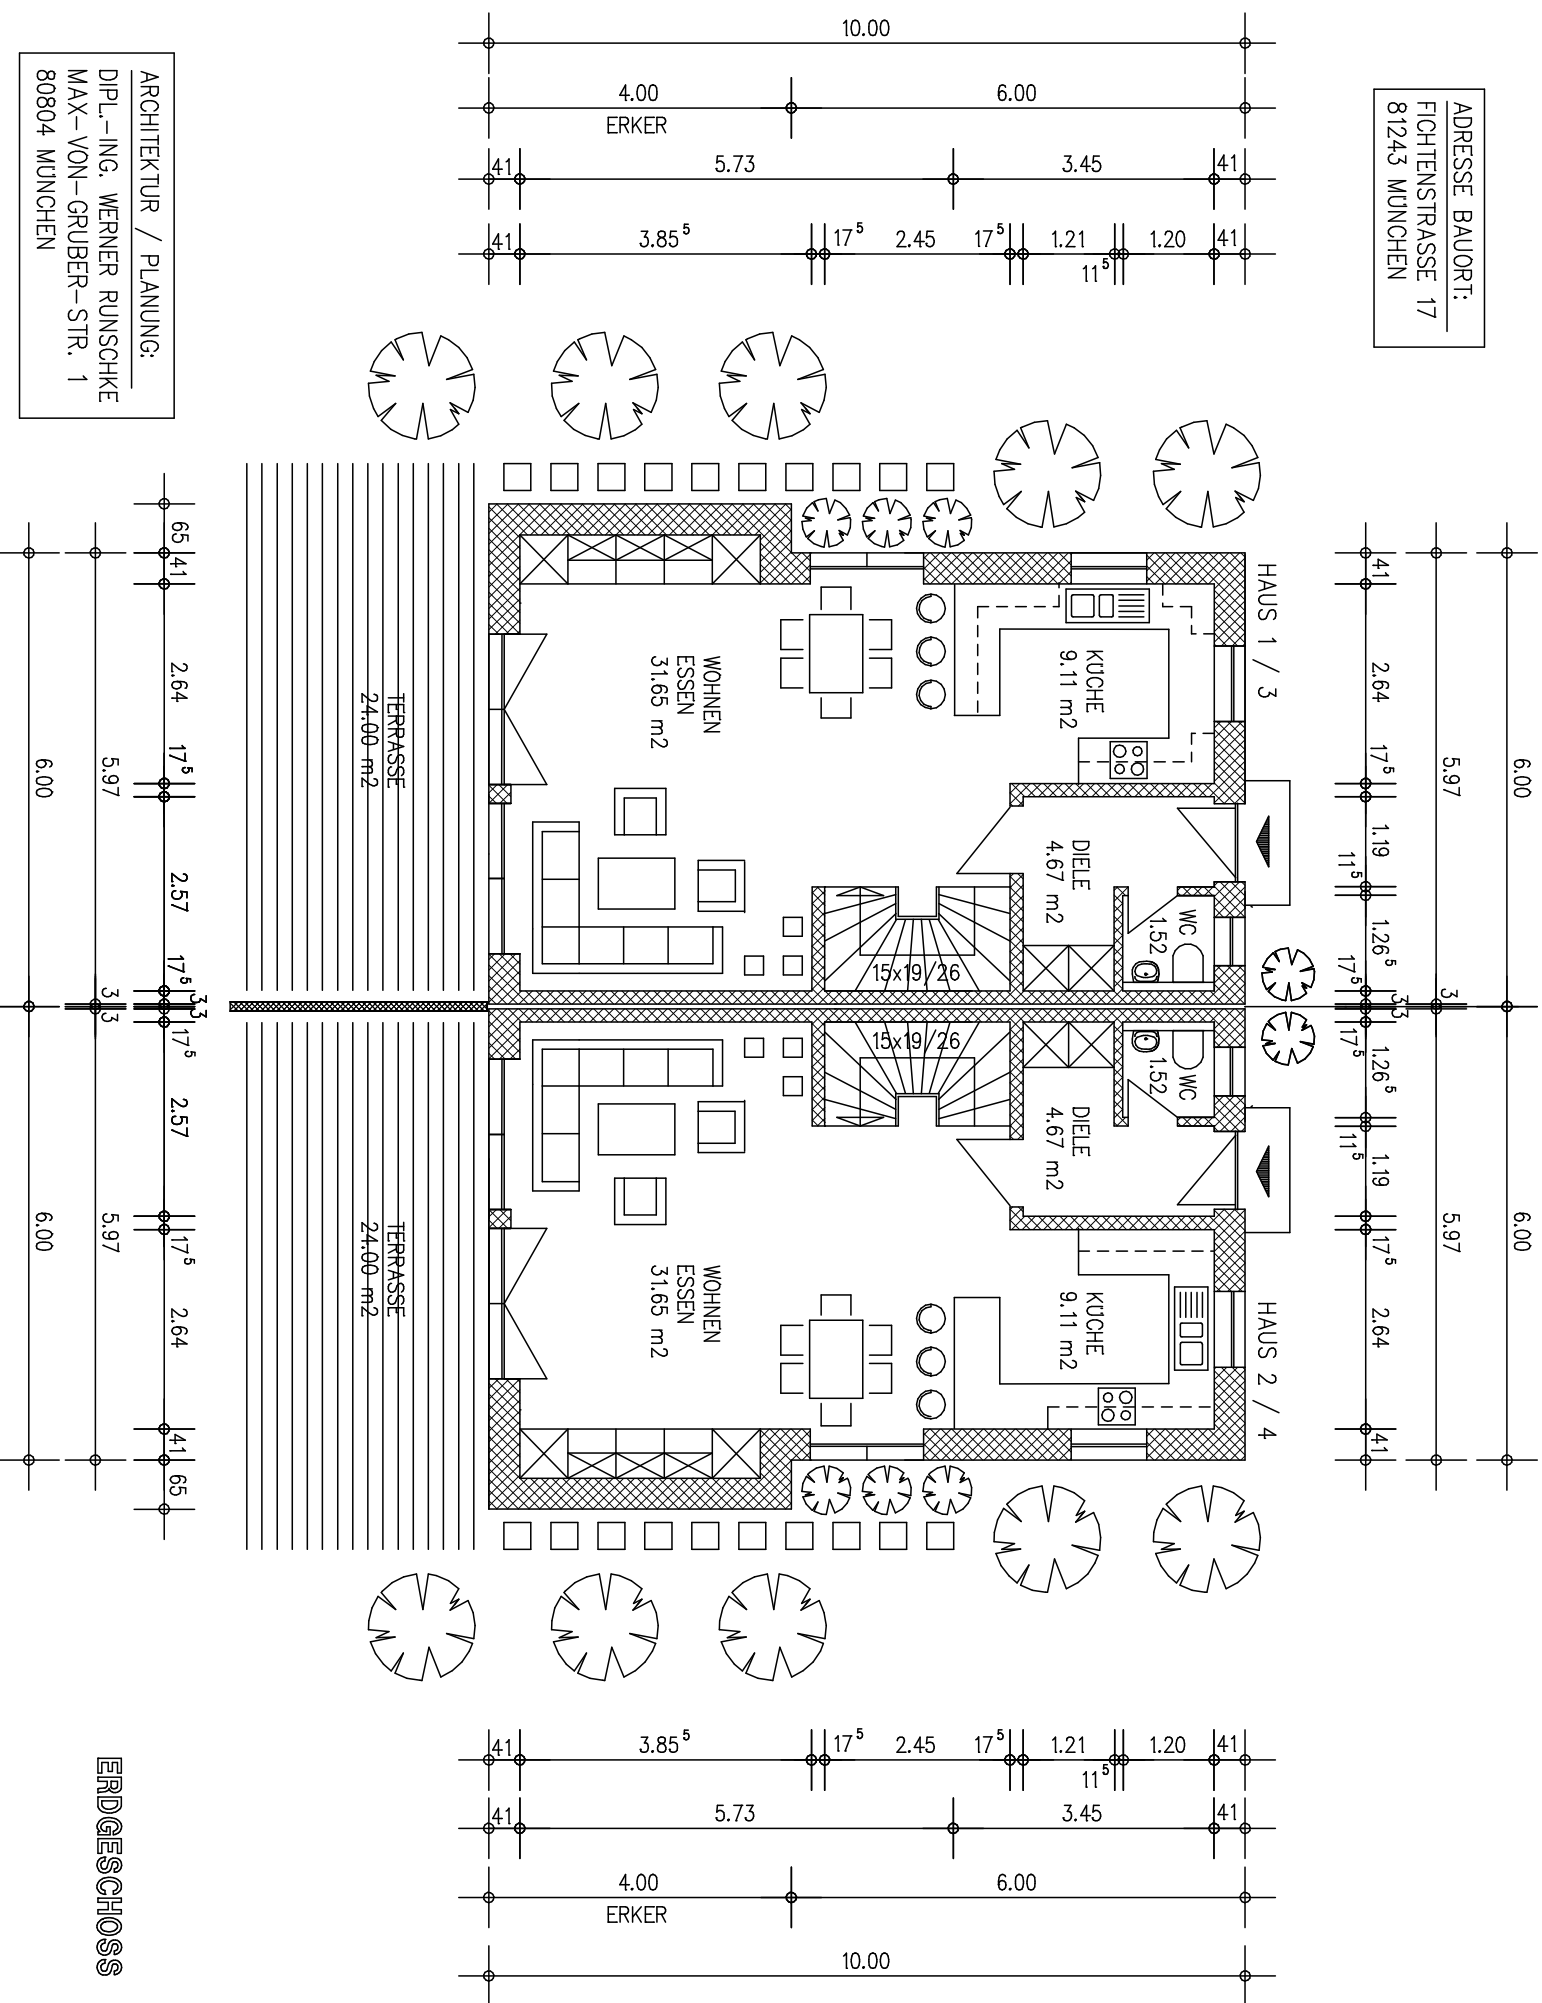 10.00
4.00 6.00
ERKER
41 5.73 3.45 41
41 3.85⁵ 17⁵ 2.45 17⁵ 1.21 11⁵ 1.20 41
ADRESSE BAUORT:
FICHTENSTRASSE 17
81243 MÜNCHEN
ARCHITEKTUR / PLANUNG:
DIPL.-ING. WERNER RUNSCHKE
MAX-VON-GRUBER-STR. 1
80804 MÜNCHEN
6.00 6.00
5.97 3 5.97
41 2.64 17⁵ 1.19 11⁵ 1.26⁵ 17⁵ 3 3 17⁵ 1.26⁵ 11⁵ 1.19 17⁵ 2.64 41
HAUS 1 / 3
HAUS 2 / 4
KÜCHE
9.11 m2
DIELE
4.67 m2
WC
1.52
15x19/26
WOHNEN
ESSEN
31.65 m2
TERRASSE
24.00 m2
WC
1.52
15x19/26
DIELE
4.67 m2
KÜCHE
9.11 m2
WOHNEN
ESSEN
31.65 m2
TERRASSE
24.00 m2
65 41 2.64 17⁵ 2.57 17⁵ 3 3 17⁵ 2.57 17⁵ 2.64 41 65
5.97 3 3 5.97
6.00 6.00
41 3.85⁵ 17⁵ 2.45 17⁵ 1.21 11⁵ 1.20 41
41 5.73 3.45 41
4.00 6.00
ERKER
10.00
ERDGESCHOSS